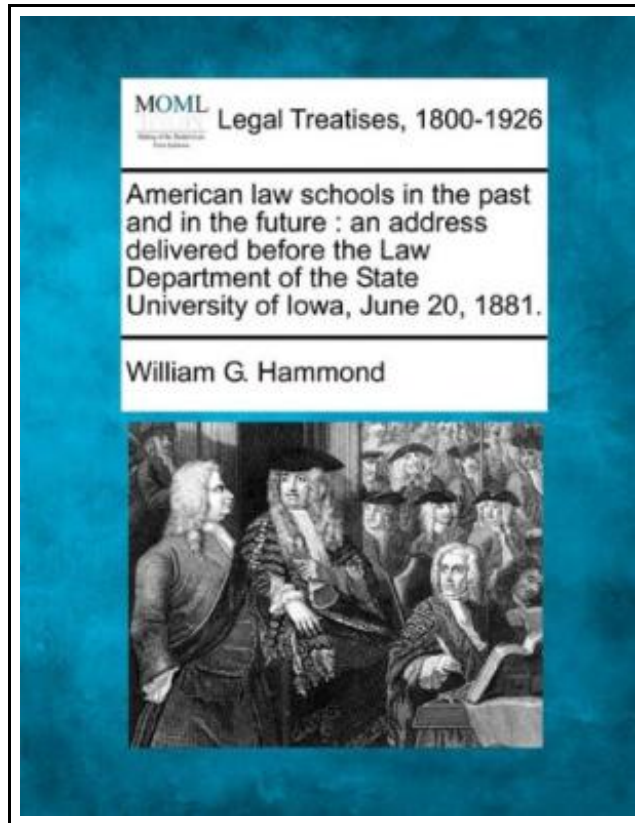 MOML
Legal Treatises, 1800-1926
American law schools in the past
and in the future : an address
delivered before the Law
Department of the State
University of Iowa, June 20, 1881.
William G. Hammond